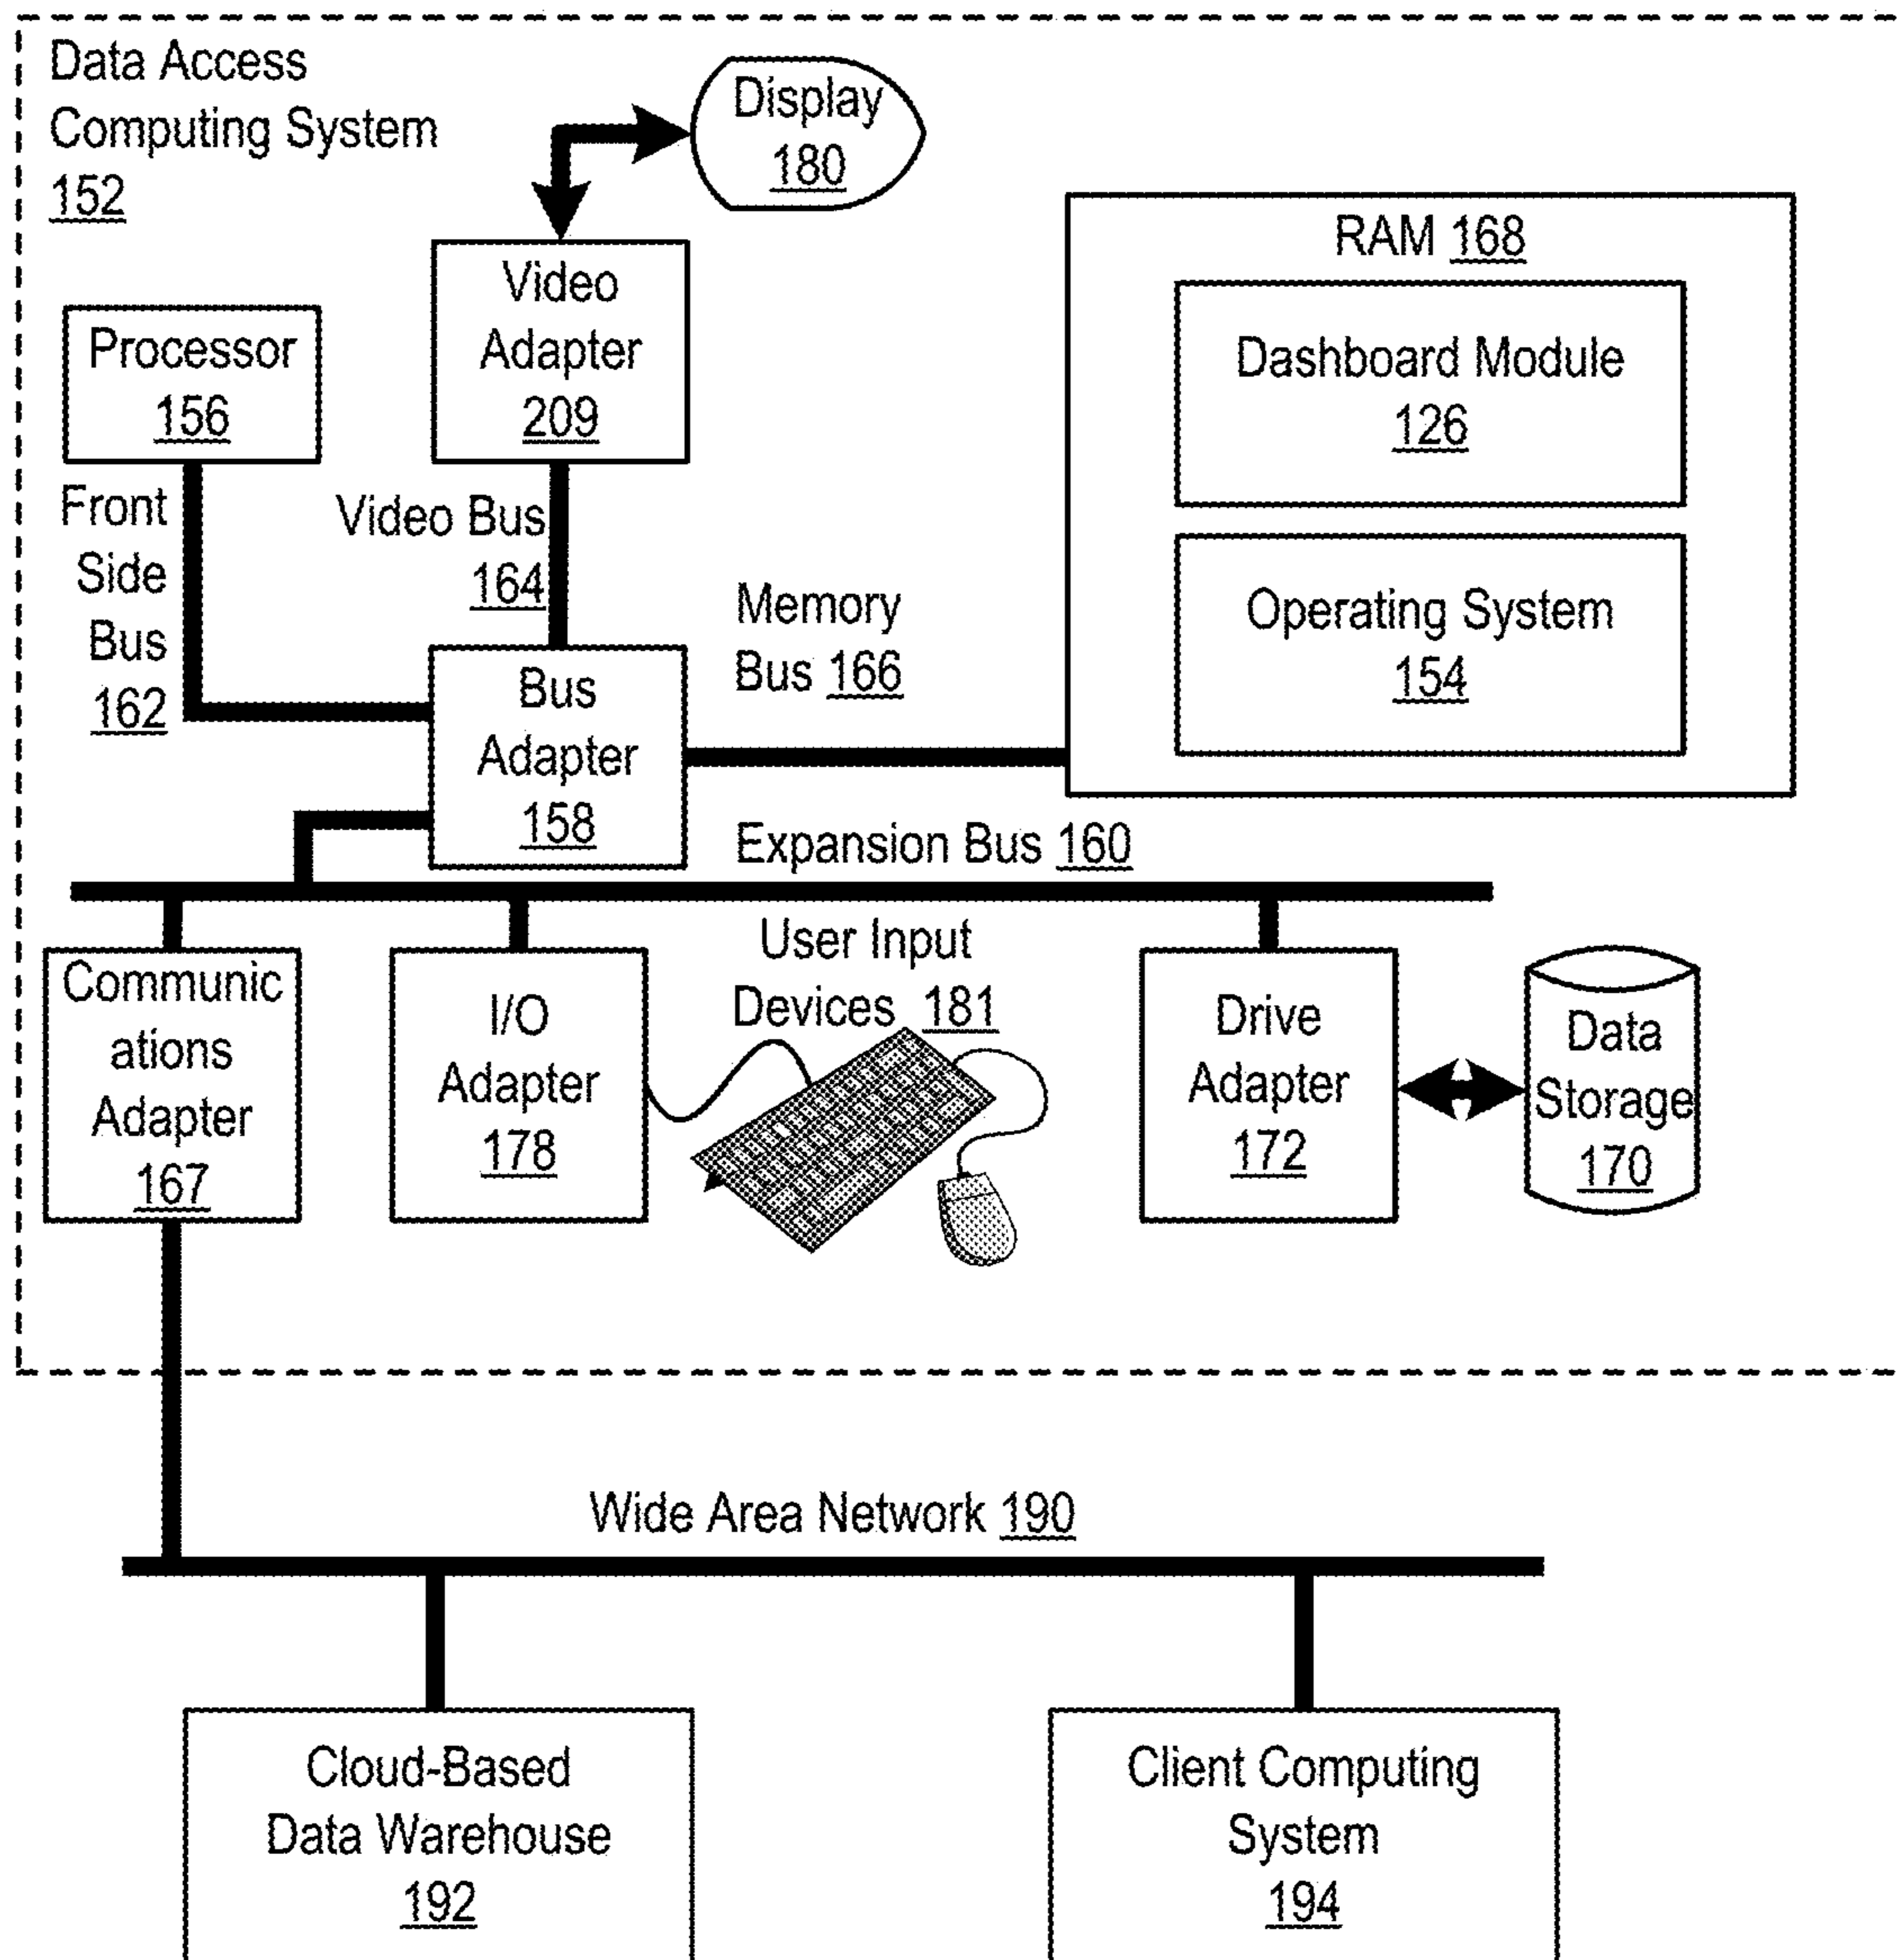 Data Access
Computing System
152
Display
180
Video
Adapter
209
Processor
156
RAM 168
Dashboard Module
126
Operating System
154
Front
Side
Bus
162
Video Bus
164
Memory
Bus 166
Bus
Adapter
158
Expansion Bus 160
Communic
ations
Adapter
167
I/O
Adapter
178
User Input
Devices 181
Drive
Adapter
172
Data
Storage
170
Wide Area Network 190
Cloud-Based
Data Warehouse
192
Client Computing
System
194